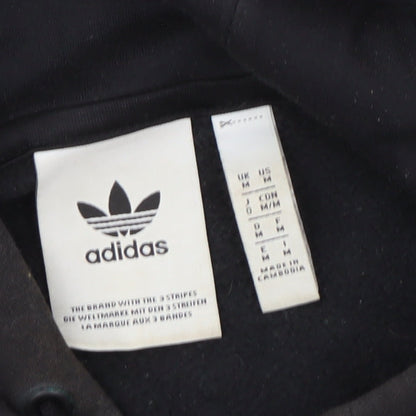 adidas
THE BRAND WITH THE 3 STRIPES
DIE WELTMARKE MIT DEN 3 STREIFEN
LA MARQUE AUX 3 BANDES
UK US
M M
J CDN
O M/M
D F
M M
E I
M M
MADE IN
CAMBODIA